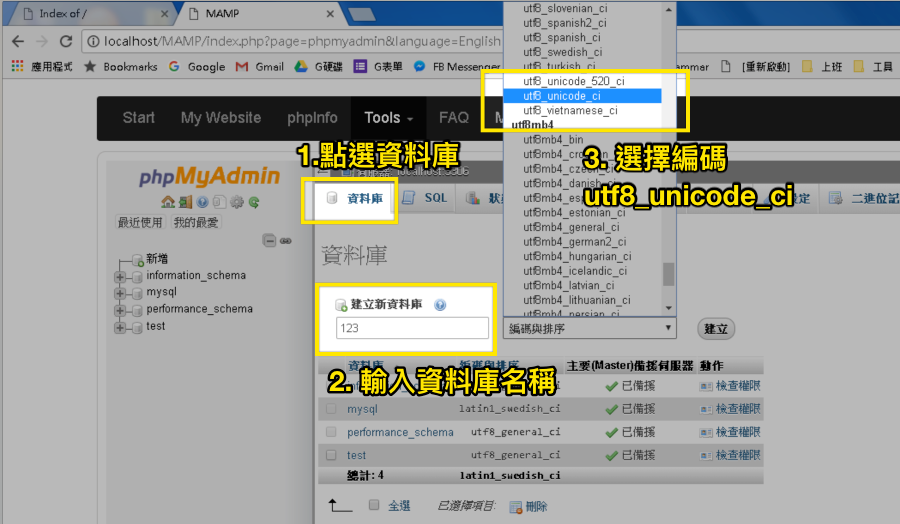 Index of /
MAMP
localhost/MAMP/index.php?page=phpmyadmin&language=English
應用程式 Bookmarks Google Gmail G硬碟 G表單 FB Messenger [重新啟動] 上班 工具
Start My Website phpInfo Tools FAQ
utf8_slovenian_ci
utf8_spanish2_ci
utf8_spanish_ci
utf8_swedish_ci
utf8_turkish_ci
utf8_unicode_520_ci
utf8_unicode_ci
utf8_vietnamese_ci
utf8mb4
utf8mb4_bin
utf8mb4_general_ci
utf8mb4_german2_ci
utf8mb4_hungarian_ci
utf8mb4_icelandic_ci
utf8mb4_latvian_ci
utf8mb4_lithuanian_ci
utf8mb4_persian_ci
1.點選資料庫
3. 選擇編碼
utf8_unicode_ci
phpMyAdmin
最近使用 我的最愛
新增
information_schema
mysql
performance_schema
test
資料庫 SQL
資料庫
建立新資料庫
123
編碼與排序
建立
2. 輸入資料庫名稱
資料庫 編碼與排序 主要(Master)備援伺服器 動作
已備援 檢查權限
mysql latin1_swedish_ci 已備援 檢查權限
performance_schema utf8_general_ci 已備援 檢查權限
test utf8_general_ci 已備援 檢查權限
總計: 4 latin1_swedish_ci
全選 已選擇項目: 刪除